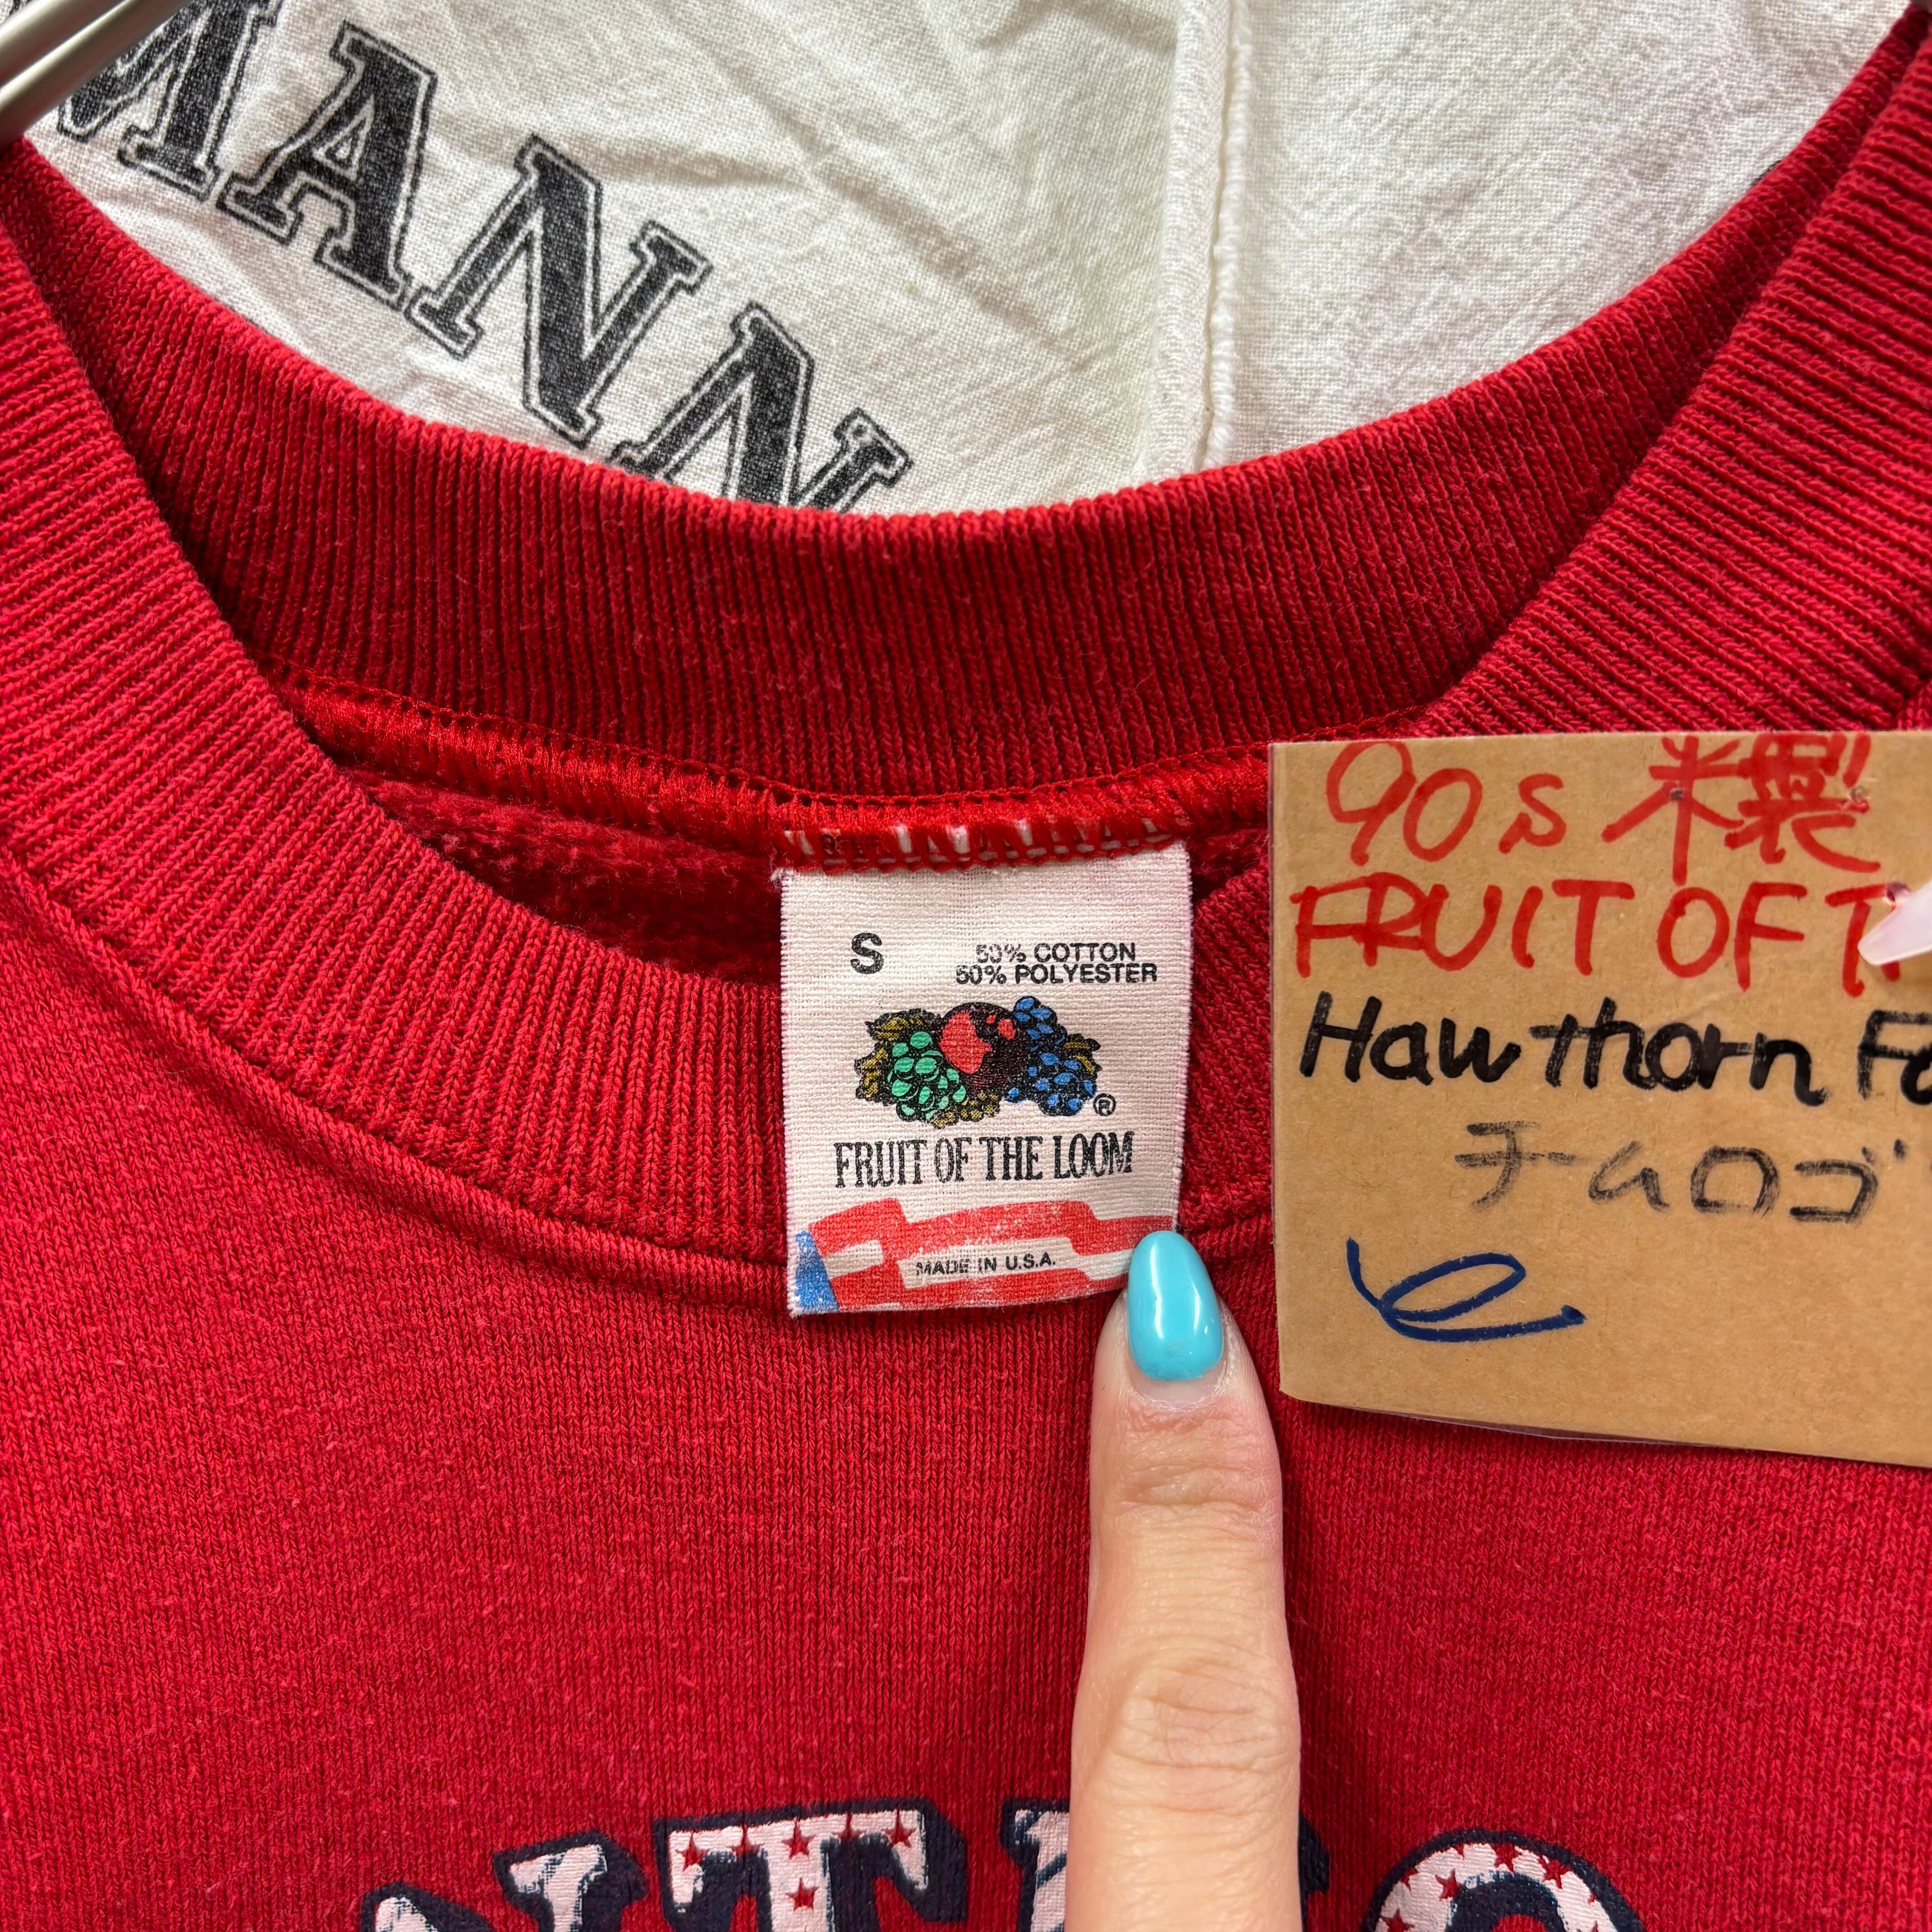 MANN
S
50% COTTON
50% POLYESTER
®
FRUIT OF THE LOOM
MADE IN U.S.A.
90s 米製
FRUIT OF T
Hawthorn Fa
チームロゴ